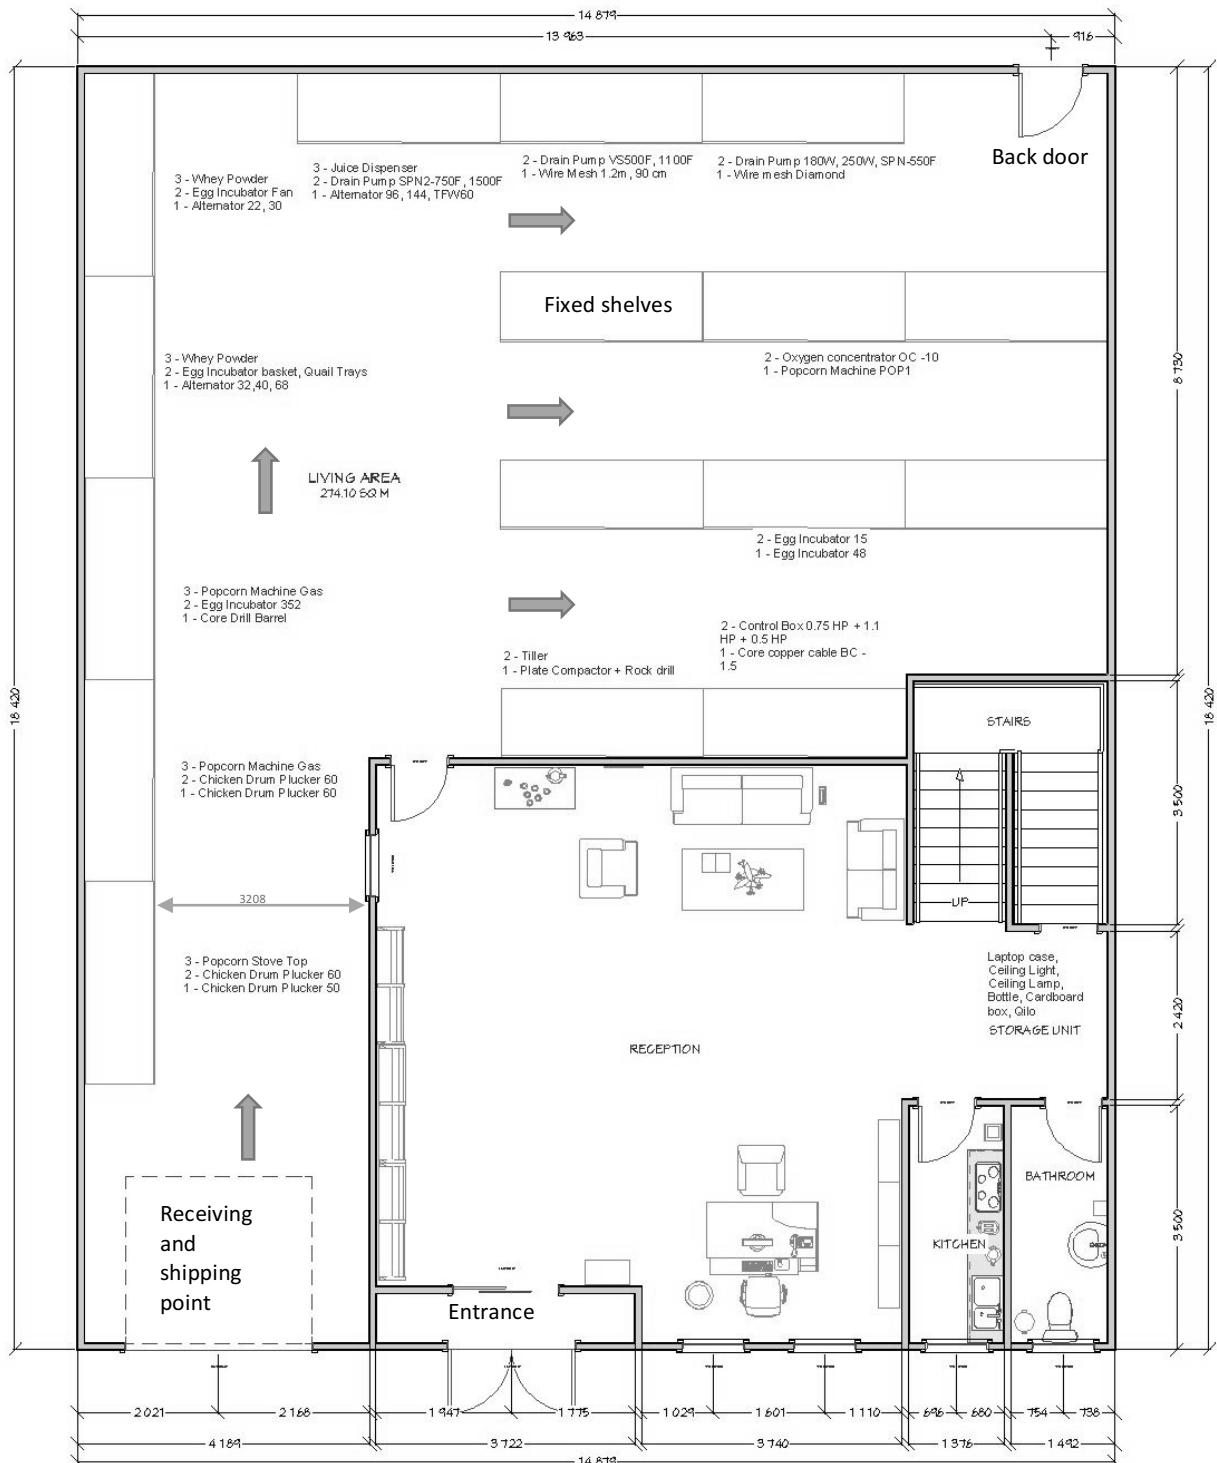 14 879
13 963
916
Back door
3 - Whey Powder
2 - Egg Incubator Fan
1 - Alternator 22, 30
3 - Juice Dispenser
2 - Drain Pump SPN2-750F, 1500F
1 - Alternator 96, 144, TFW60
2 - Drain Pump VS500F, 1100F
1 - Wire Mesh 1.2m, 90 cm
2 - Drain Pump 180W, 250W, SPN-550F
1 - Wire mesh Diamond
Fixed shelves
3 - Whey Powder
2 - Egg Incubator basket, Quail Trays
1 - Alternator 32,40, 68
2 - Oxygen concentrator OC -10
1 - Popcorn Machine POP1
8 730
LIVING AREA
274.10 SQ M
2 - Egg Incubator 15
1 - Egg Incubator 48
3 - Popcorn Machine Gas
2 - Egg Incubator 352
1 - Core Drill Barrel
2 - Tiller
1 - Plate Compactor + Rock drill
2 - Control Box 0.75 HP + 1.1
HP + 0.5 HP
1 - Core copper cable BC -
1.5
18 420
18 420
STAIRS
3 - Popcorn Machine Gas
2 - Chicken Drum Plucker 60
1 - Chicken Drum Plucker 60
3 500
3208
UP
3 - Popcorn Stove Top
2 - Chicken Drum Plucker 60
1 - Chicken Drum Plucker 50
Laptop case,
Ceiling Light,
Ceiling Lamp,
Bottle, Cardboard
box, Qilo
STORAGE UNIT
2 420
RECEPTION
BATHROOM
KITCHEN
3 500
Receiving
and
shipping
point
Entrance
2 021
2 168
1 947
1 775
1 029
1 601
1 110
696
680
754
738
4 189
3 722
3 740
1 376
1 492
14 879